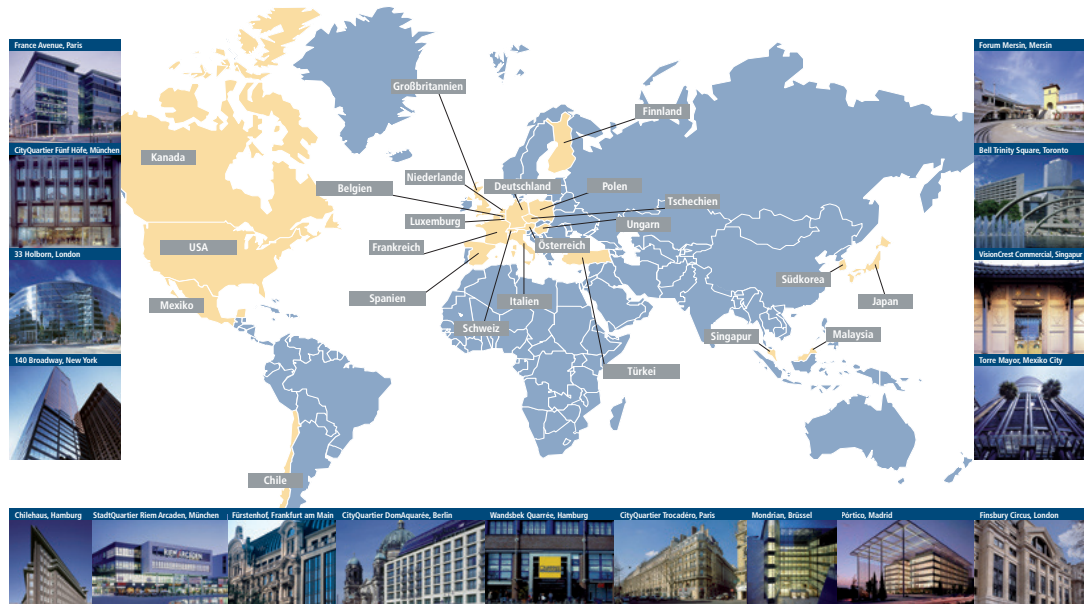 France Avenue, Paris
CityQuartier Fünf Höfe, München
33 Holborn, London
140 Broadway, New York
Großbritannien
Finnland
Kanada
Niederlande
Belgien
Deutschland
Polen
Tschechien
Luxemburg
Ungarn
USA
Frankreich
Österreich
Südkorea
Mexiko
Spanien
Italien
Japan
Schweiz
Singapur
Malaysia
Türkei
Chile
Forum Mersin, Mersin
Bell Trinity Square, Toronto
VisionCrest Commercial, Singapur
Torre Mayor, Mexiko City
Chilehaus, Hamburg
StadtQuartier Riem Arcaden, München
Fürstenhof, Frankfurt am Main
CityQuartier DomAquarée, Berlin
Wandsbek Quarrée, Hamburg
CityQuartier Trocadéro, Paris
Mondrian, Brüssel
Pórtico, Madrid
Finsbury Circus, London
RIEM ARCADEN